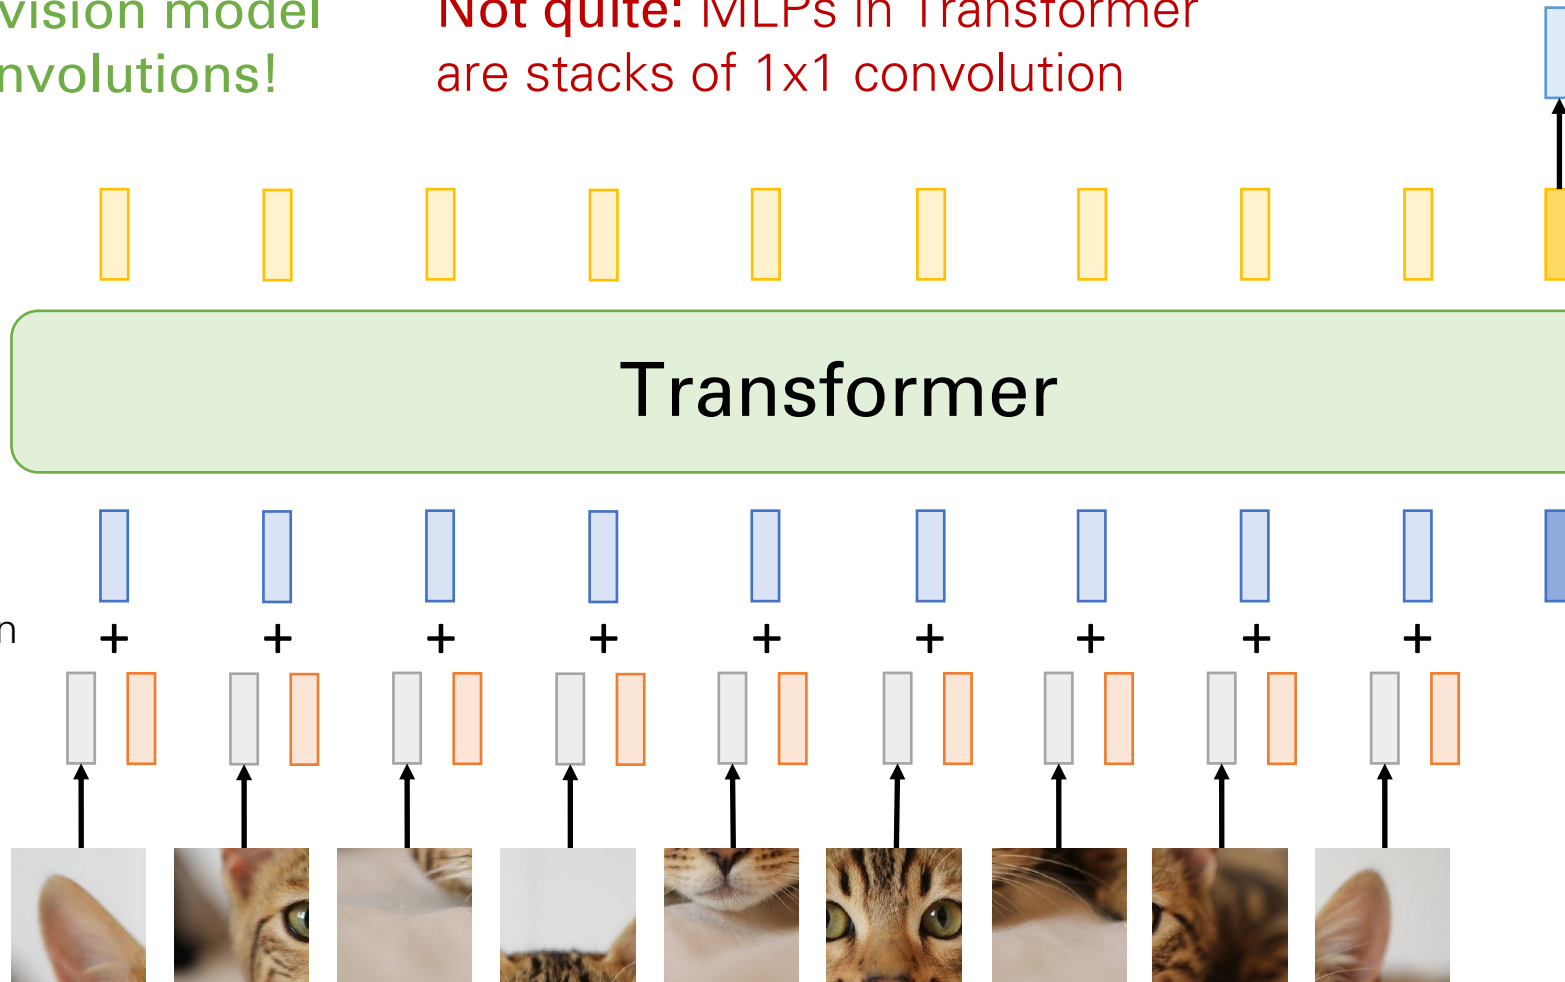 vision model
nvolutions!
Not quite: MLPs in Transformer
are stacks of 1x1 convolution
Transformer
n
+ + + + + + + + +